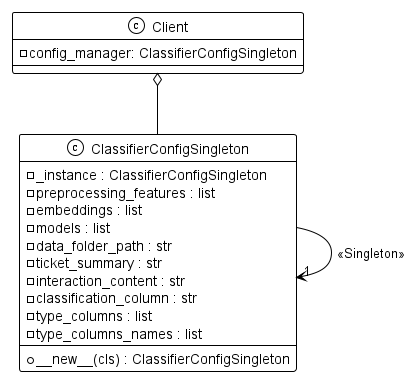 C Client
config_manager: ClassifierConfigSingleton
C ClassifierConfigSingleton
_instance : ClassifierConfigSingleton
preprocessing_features : list
embeddings : list
models : list
data_folder_path : str
ticket_summary : str
interaction_content : str
classification_column : str
type_columns : list
type_columns_names : list
__new__(cls) : ClassifierConfigSingleton
1
«Singleton»